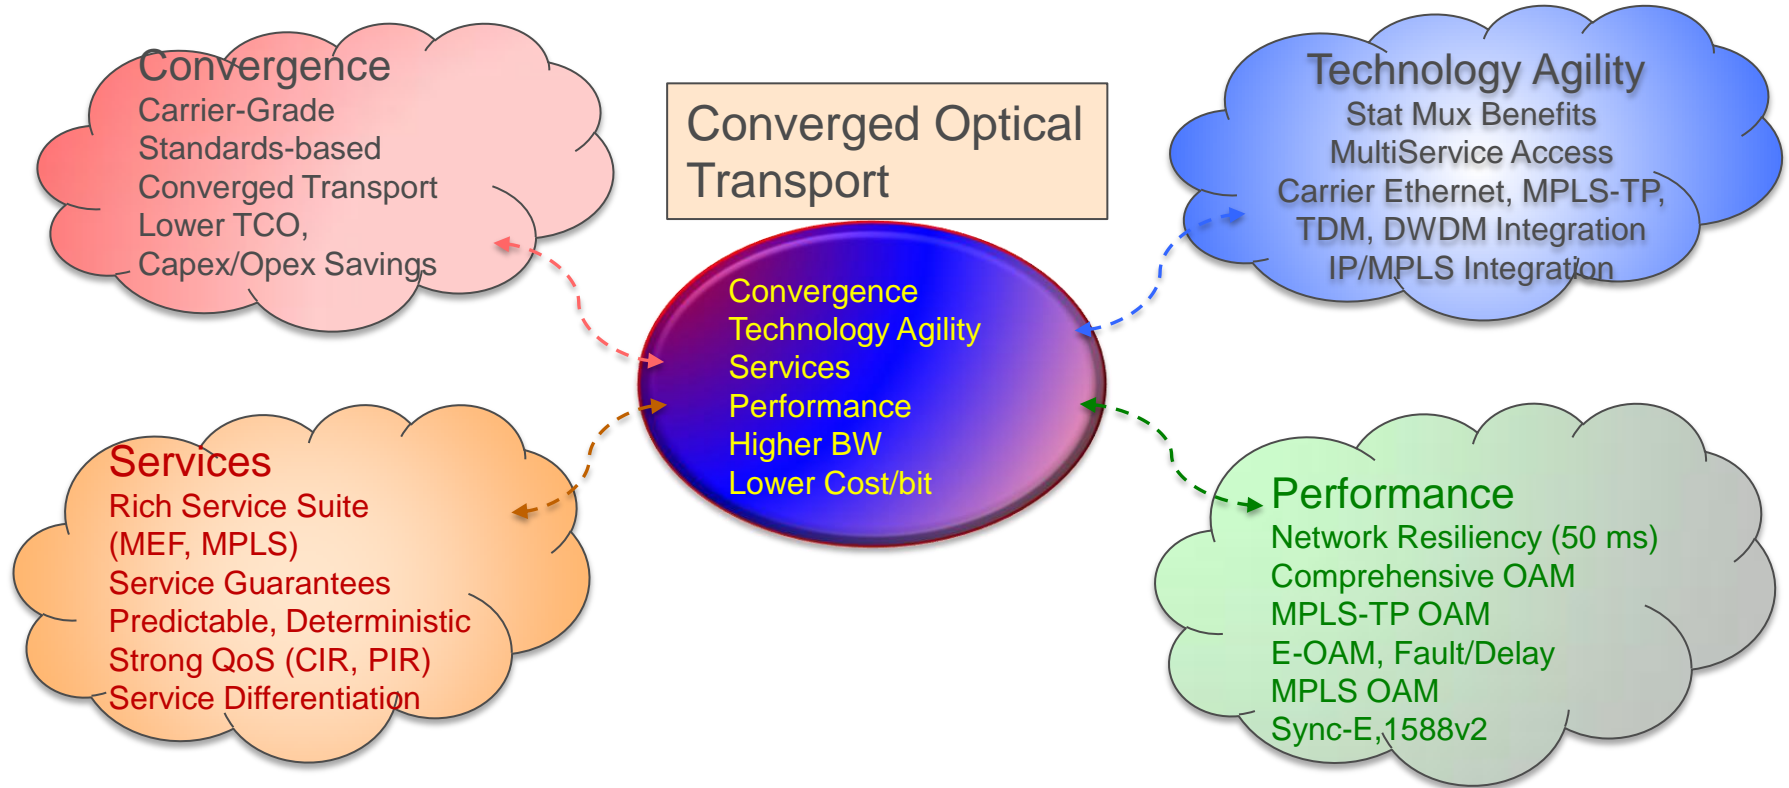 Convergence
Carrier-Grade
Standards-based
Converged Transport
Lower TCO,
Capex/Opex Savings
Converged Optical
Transport
Technology Agility
Stat Mux Benefits
MultiService Access
Carrier Ethernet, MPLS-TP,
TDM, DWDM Integration
IP/MPLS Integration
Convergence
Technology Agility
Services
Performance
Higher BW
Lower Cost/bit
Services
Rich Service Suite
(MEF, MPLS)
Service Guarantees
Predictable, Deterministic
Strong QoS (CIR, PIR)
Service Differentiation
Performance
Network Resiliency (50 ms)
Comprehensive OAM
MPLS-TP OAM
E-OAM, Fault/Delay
MPLS OAM
Sync-E,1588v2